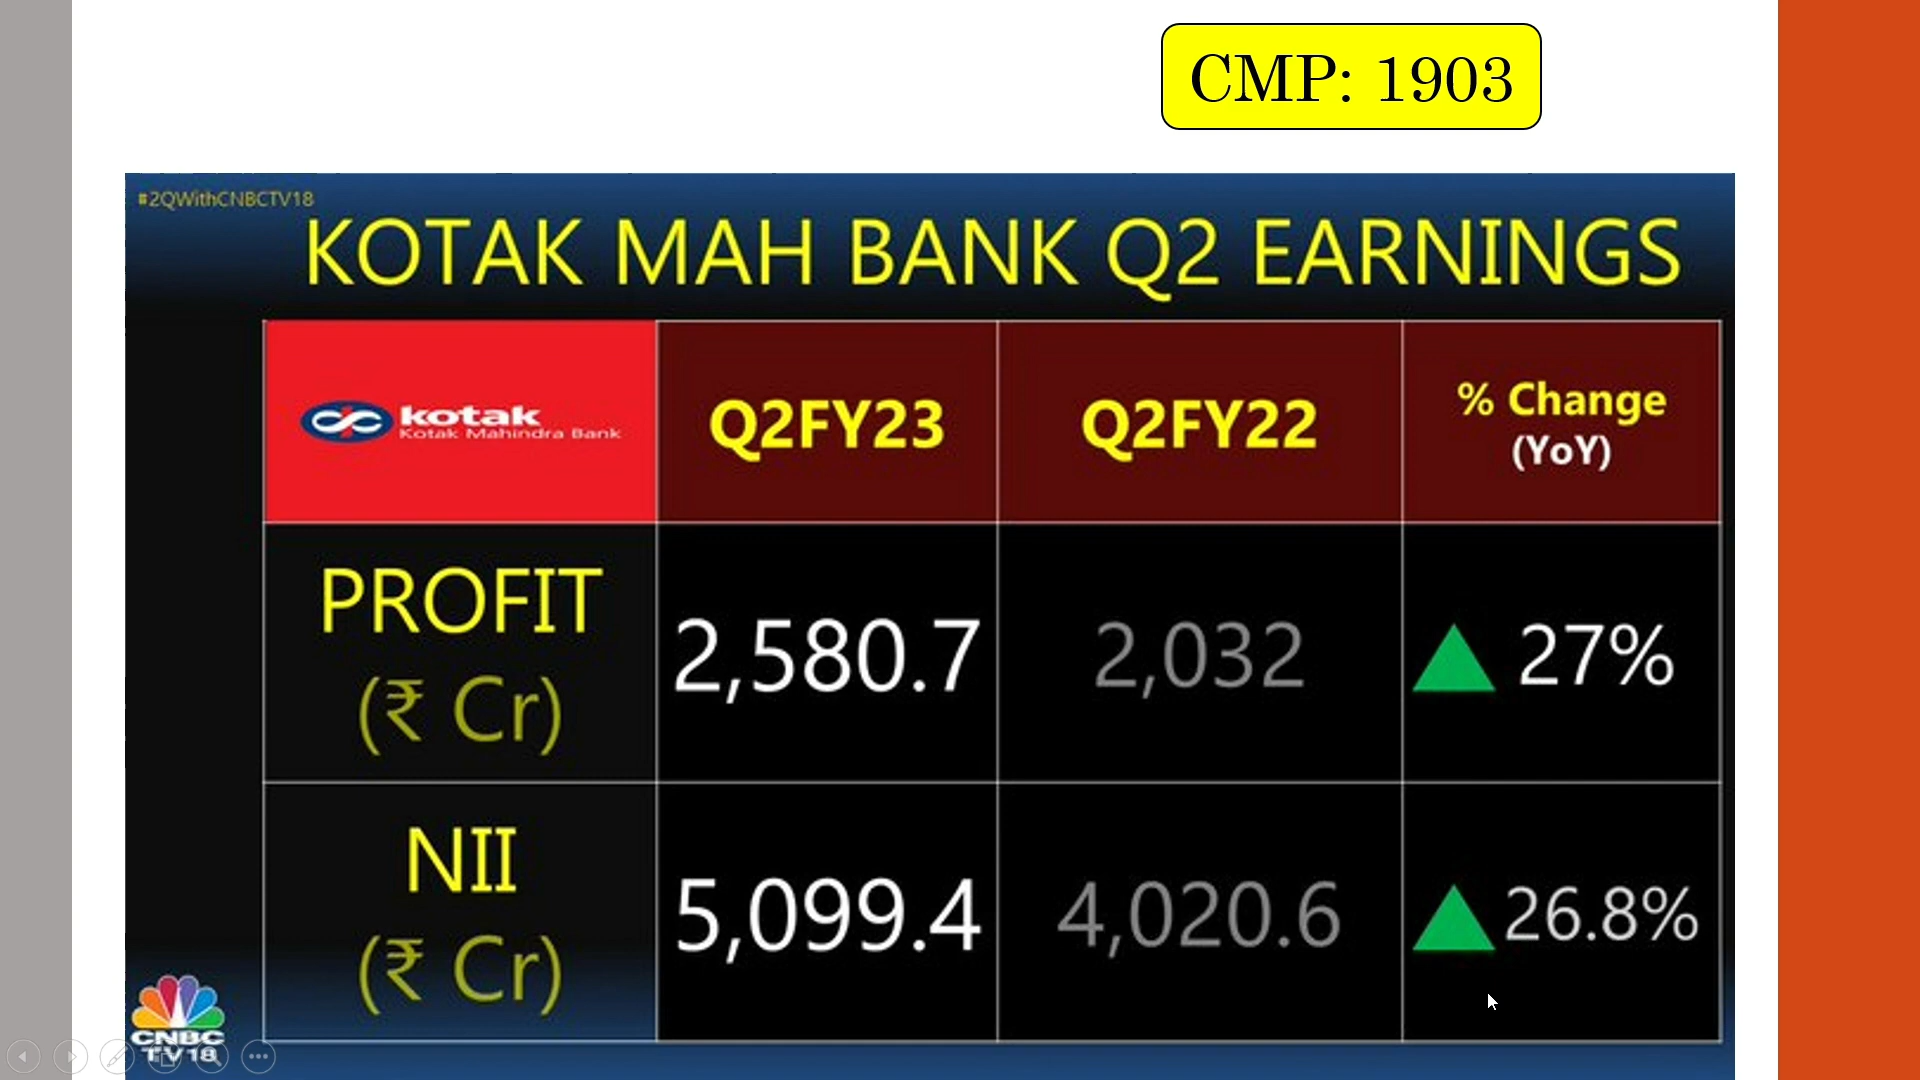 CMP: 1903
#2QWithCNBCTV18
KOTAK MAH BANK Q2 EARNINGS
kotak
Kotak Mahindra Bank
Q2FY23
Q2FY22
% Change
(YoY)
PROFIT
(₹ Cr)
2,580.7
2,032
27%
NII
(₹ Cr)
5,099.4
4,020.6
26.8%
CNBC
TV18